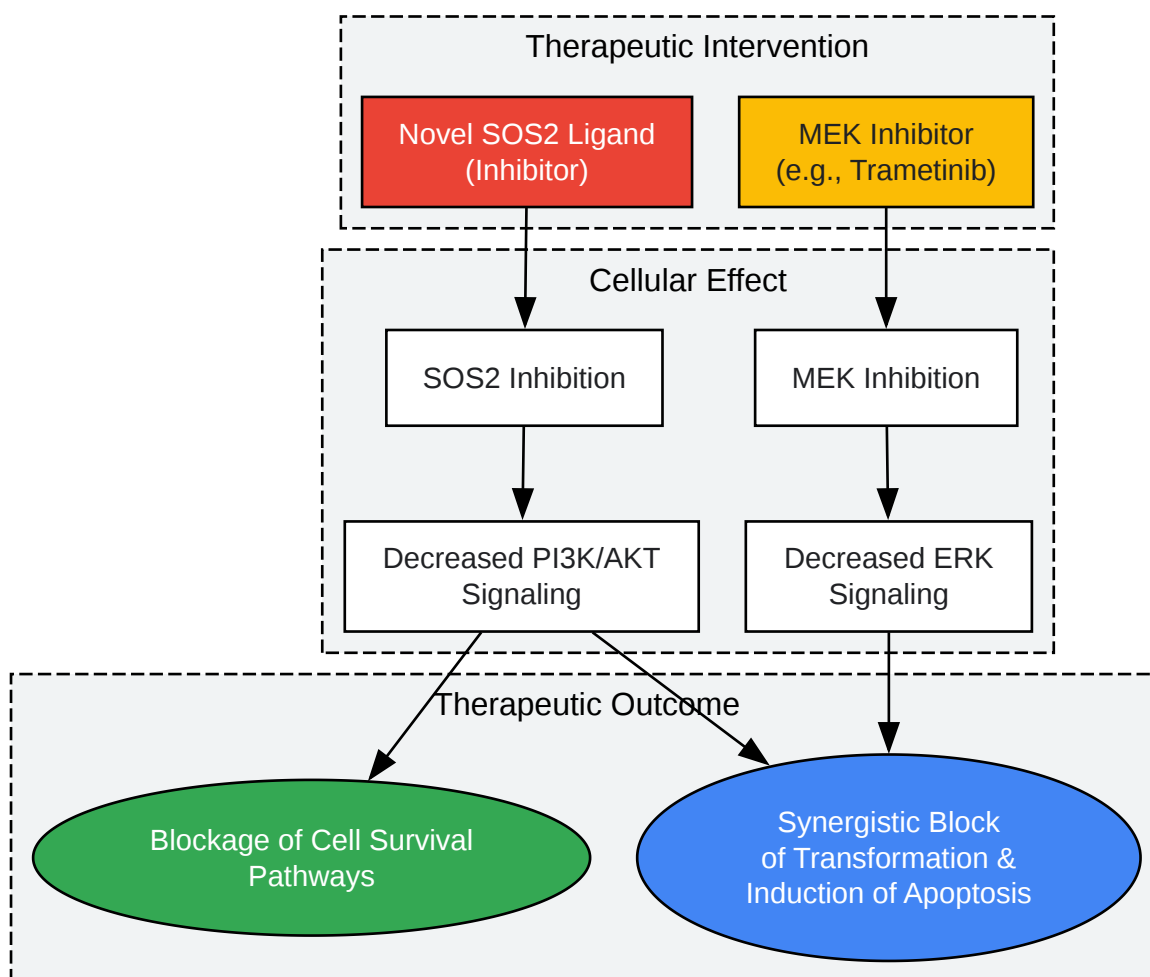 Therapeutic Intervention
Novel SOS2 Ligand
(Inhibitor)
MEK Inhibitor
(e.g., Trametinib)
Cellular Effect
SOS2 Inhibition
MEK Inhibition
Decreased PI3K/AKT
Signaling
Decreased ERK
Signaling
Therapeutic Outcome
Blockage of Cell Survival
Pathways
Synergistic Block
of Transformation &
Induction of Apoptosis